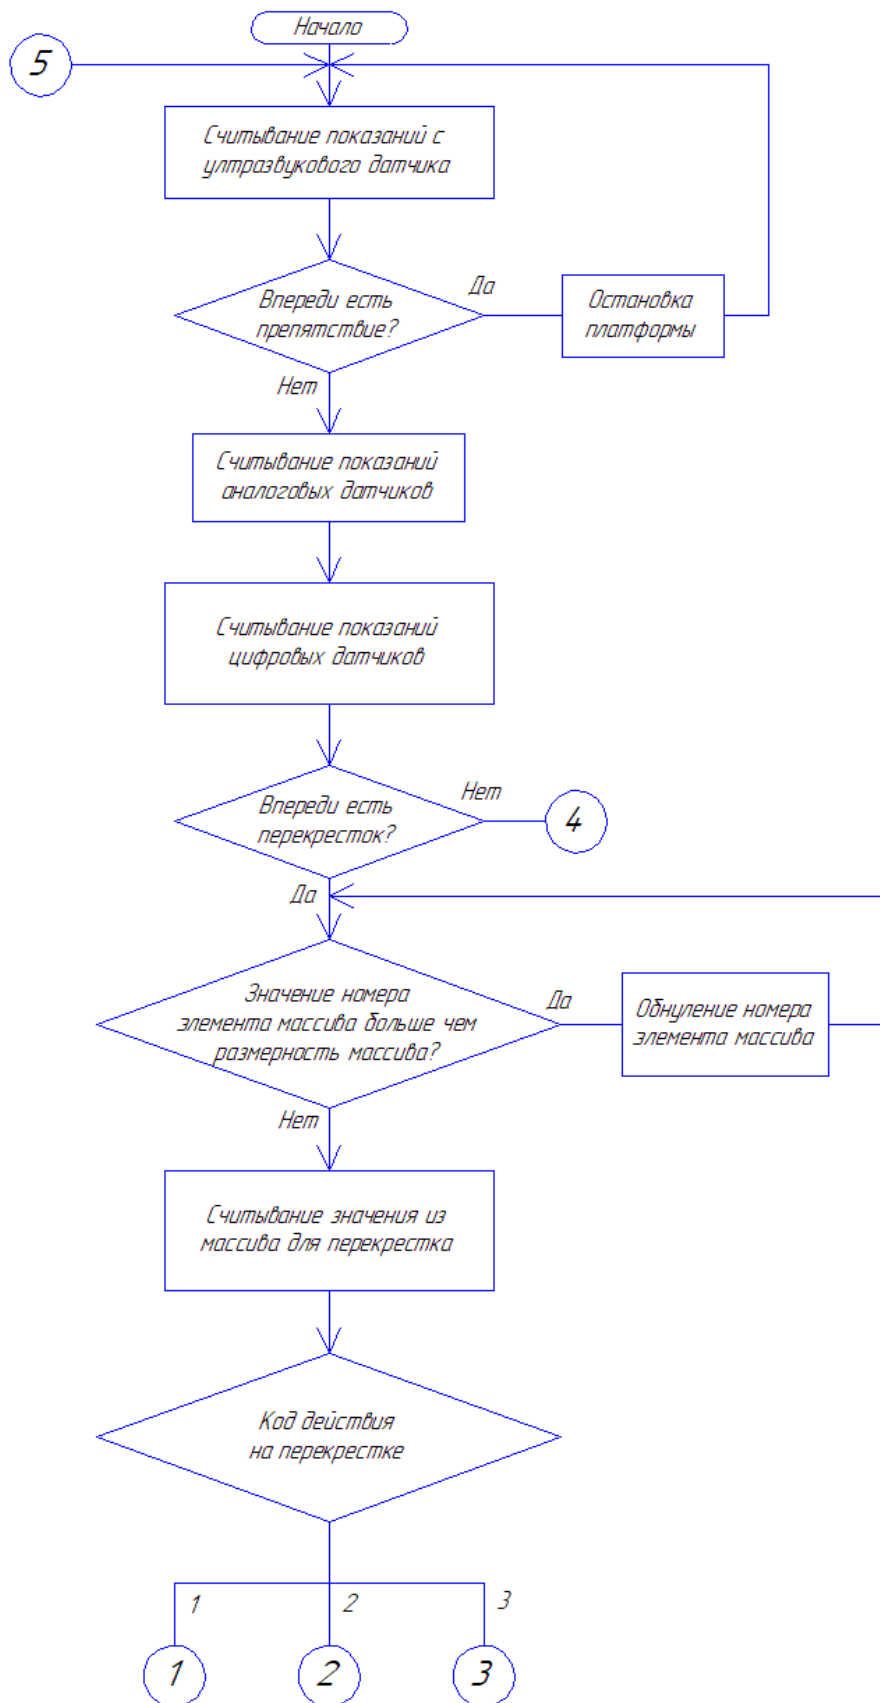 Начало
5
Считывание показаний с
ултразвукового датчика
Впереди есть
препятствие?
Да
Остановка
платформы
Нет
Считывание показаний
аналоговых датчиков
Считывание показаний
цифровых датчиков
Впереди есть
перекресток?
Нет
4
Да
Значение номера
элемента массива больше чем
размерность массива?
Да
Обнуление номера
элемента массива
Нет
Считывание значения из
массива для перекрестка
Код действия
на перекрестке
1
2
3
1
2
3